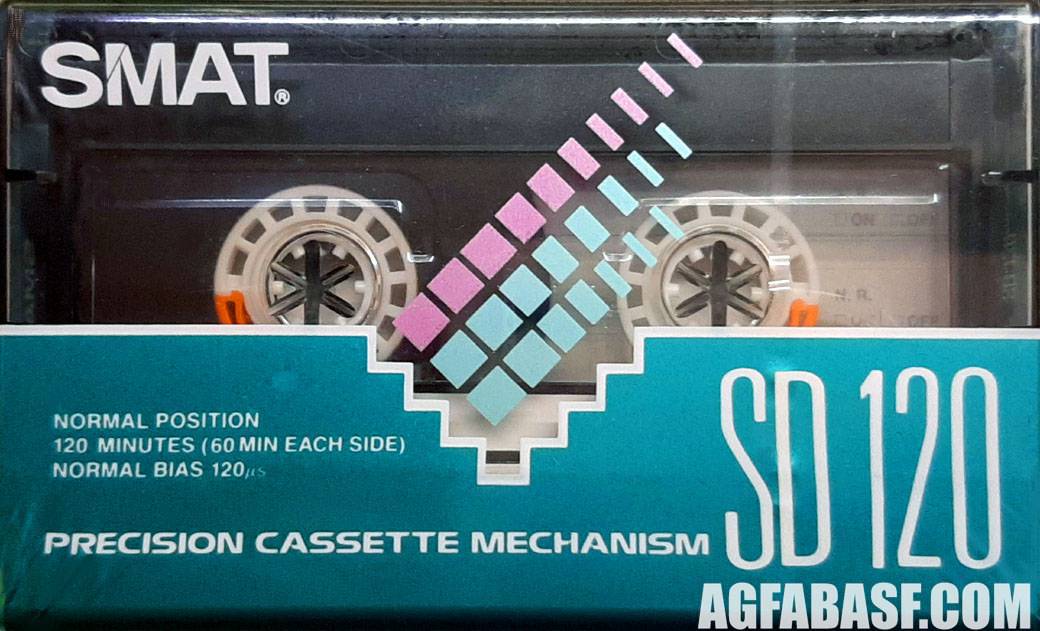 SMAT®
NORMAL POSITION
120 MINUTES (60 MIN EACH SIDE)
NORMAL BIAS 120μs
PRECISION CASSETTE MECHANISM
SD 120
N. R.
AGFABASF.COM